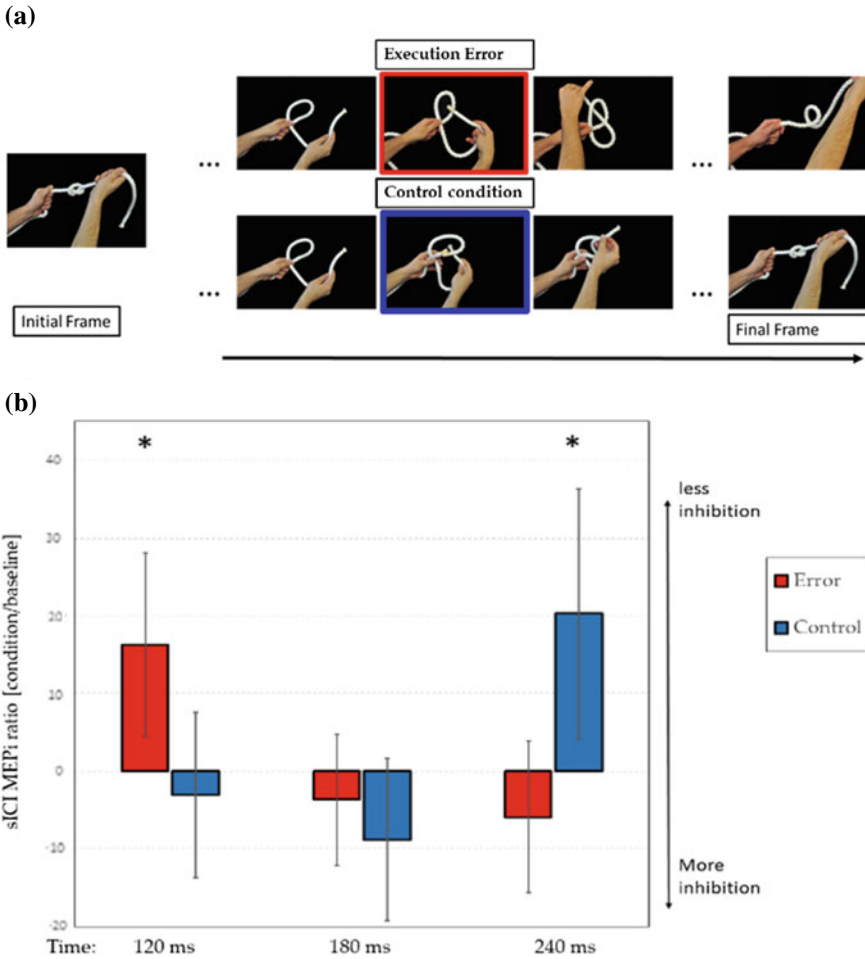 (a)
Execution Error
...
...
Control condition
...
...
Initial Frame
Final Frame
(b)
*
*
40
30
20
10
0
-10
-20
sICI MEPi ratio [condition/baseline]
less
inhibition
Error
Control
More
inhibition
Time:
120 ms
180 ms
240 ms